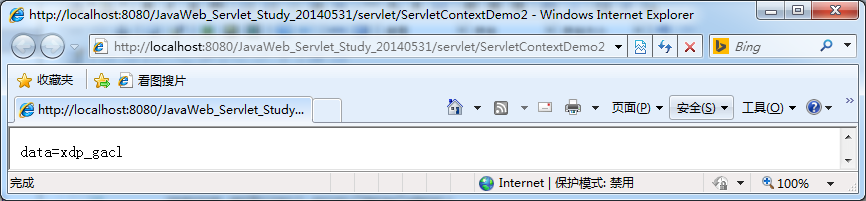 http://localhost:8080/JavaWeb_Servlet_Study_20140531/servlet/ServletContextDemo2 - Windows Internet Explorer
http://localhost:8080/JavaWeb_Servlet_Study_20140531/servlet/ServletContextDemo2 Bing
收藏夹 看图搜片
http://localhost:8080/JavaWeb_Servlet_Study... 页面(P) 安全(S) 工具(O)
data=xdp_gacl
完成 Internet | 保护模式: 禁用 100%